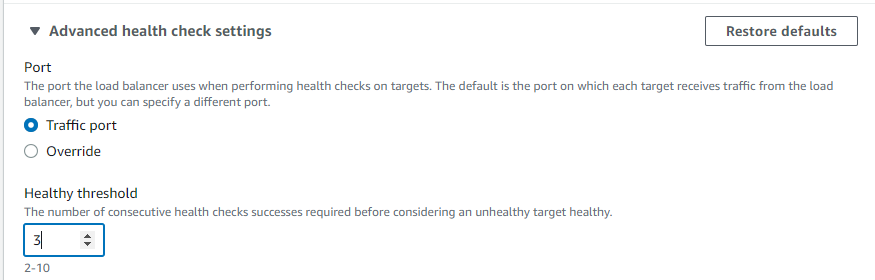 Advanced health check settings
Restore defaults
Port
The port the load balancer uses when performing health checks on targets. The default is the port on which each target receives traffic from the load
balancer, but you can specify a different port.
Traffic port
Override
Healthy threshold
The number of consecutive health checks successes required before considering an unhealthy target healthy.
3
2-10